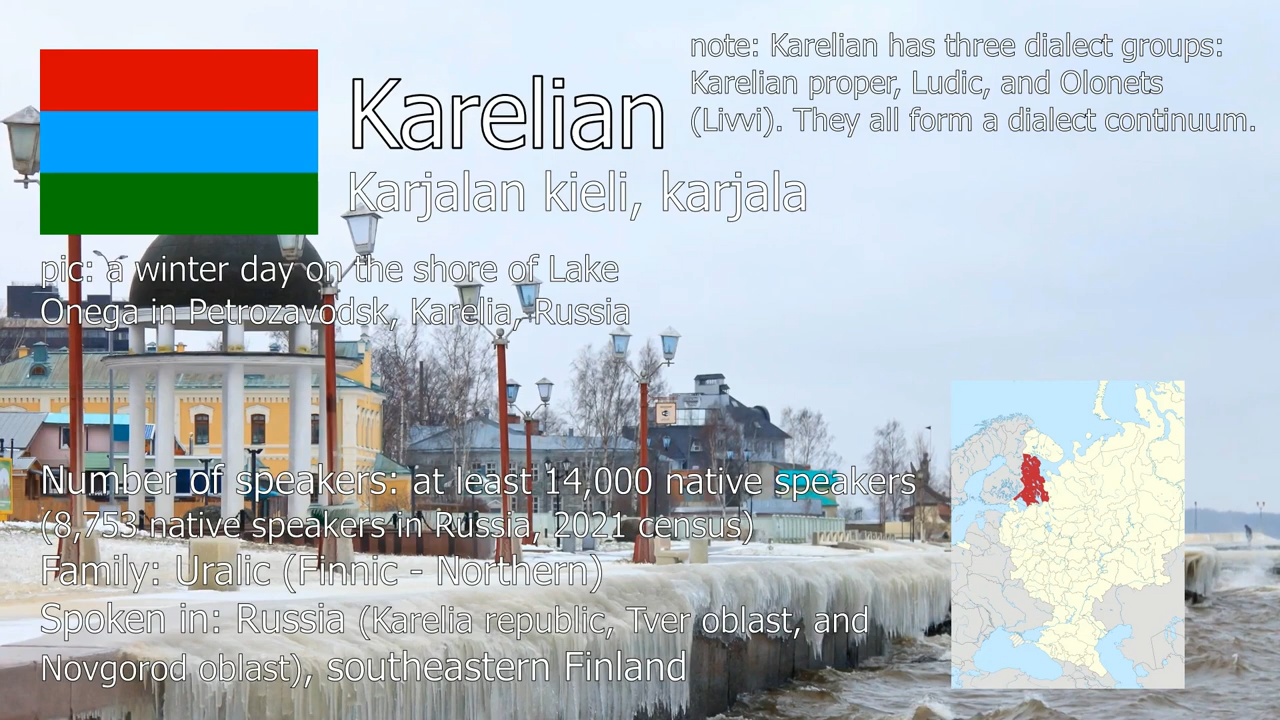 Karelian
note: Karelian has three dialect groups:
Karelian proper, Ludic, and Olonets
(Livvi). They all form a dialect continuum.
Karjalan kieli, karjala
pic: a winter day on the shore of Lake
Onega in Petrozavodsk, Karelia, Russia
Number of speakers: at least 14,000 native speakers
(8,753 native speakers in Russia, 2021 census)
Family: Uralic (Finnic - Northern)
Spoken in: Russia (Karelia republic, Tver oblast, and
Novgorod oblast), southeastern Finland